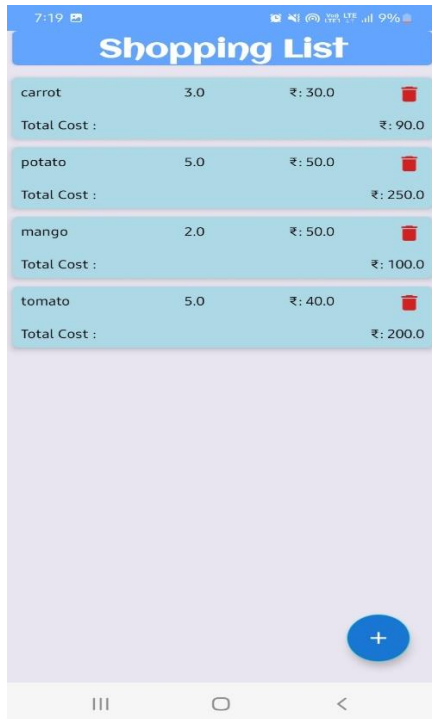 7:19 9%
Shopping List
carrot 3.0 ₹: 30.0
Total Cost : ₹: 90.0
potato 5.0 ₹: 50.0
Total Cost : ₹: 250.0
mango 2.0 ₹: 50.0
Total Cost : ₹: 100.0
tomato 5.0 ₹: 40.0
Total Cost : ₹: 200.0
+